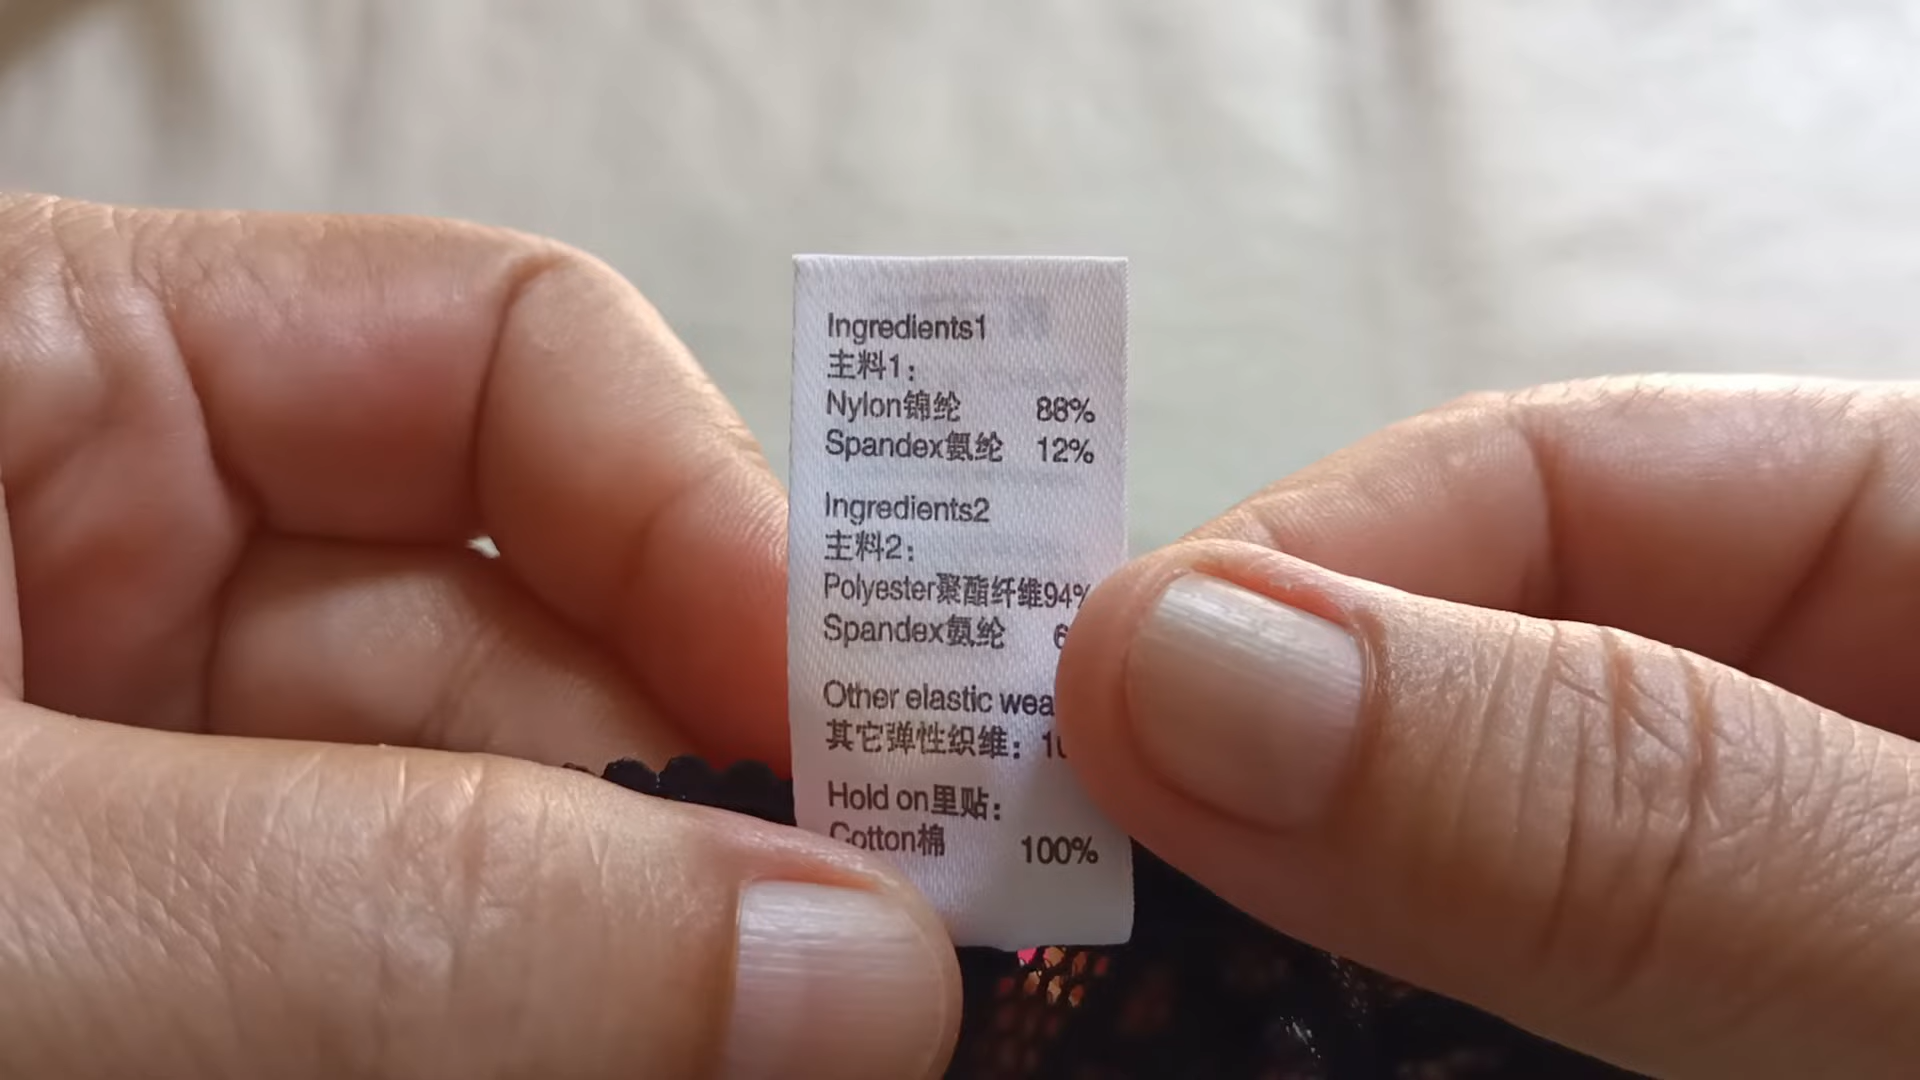 Ingredients1
主料1：
Nylon锦纶 88%
Spandex氨纶 12%
Ingredients2
主料2：
Polyester聚酯纤维94%
Spandex氨纶
Other elastic
其它弹性织维：
Hold on里贴：
Cotton棉 100%